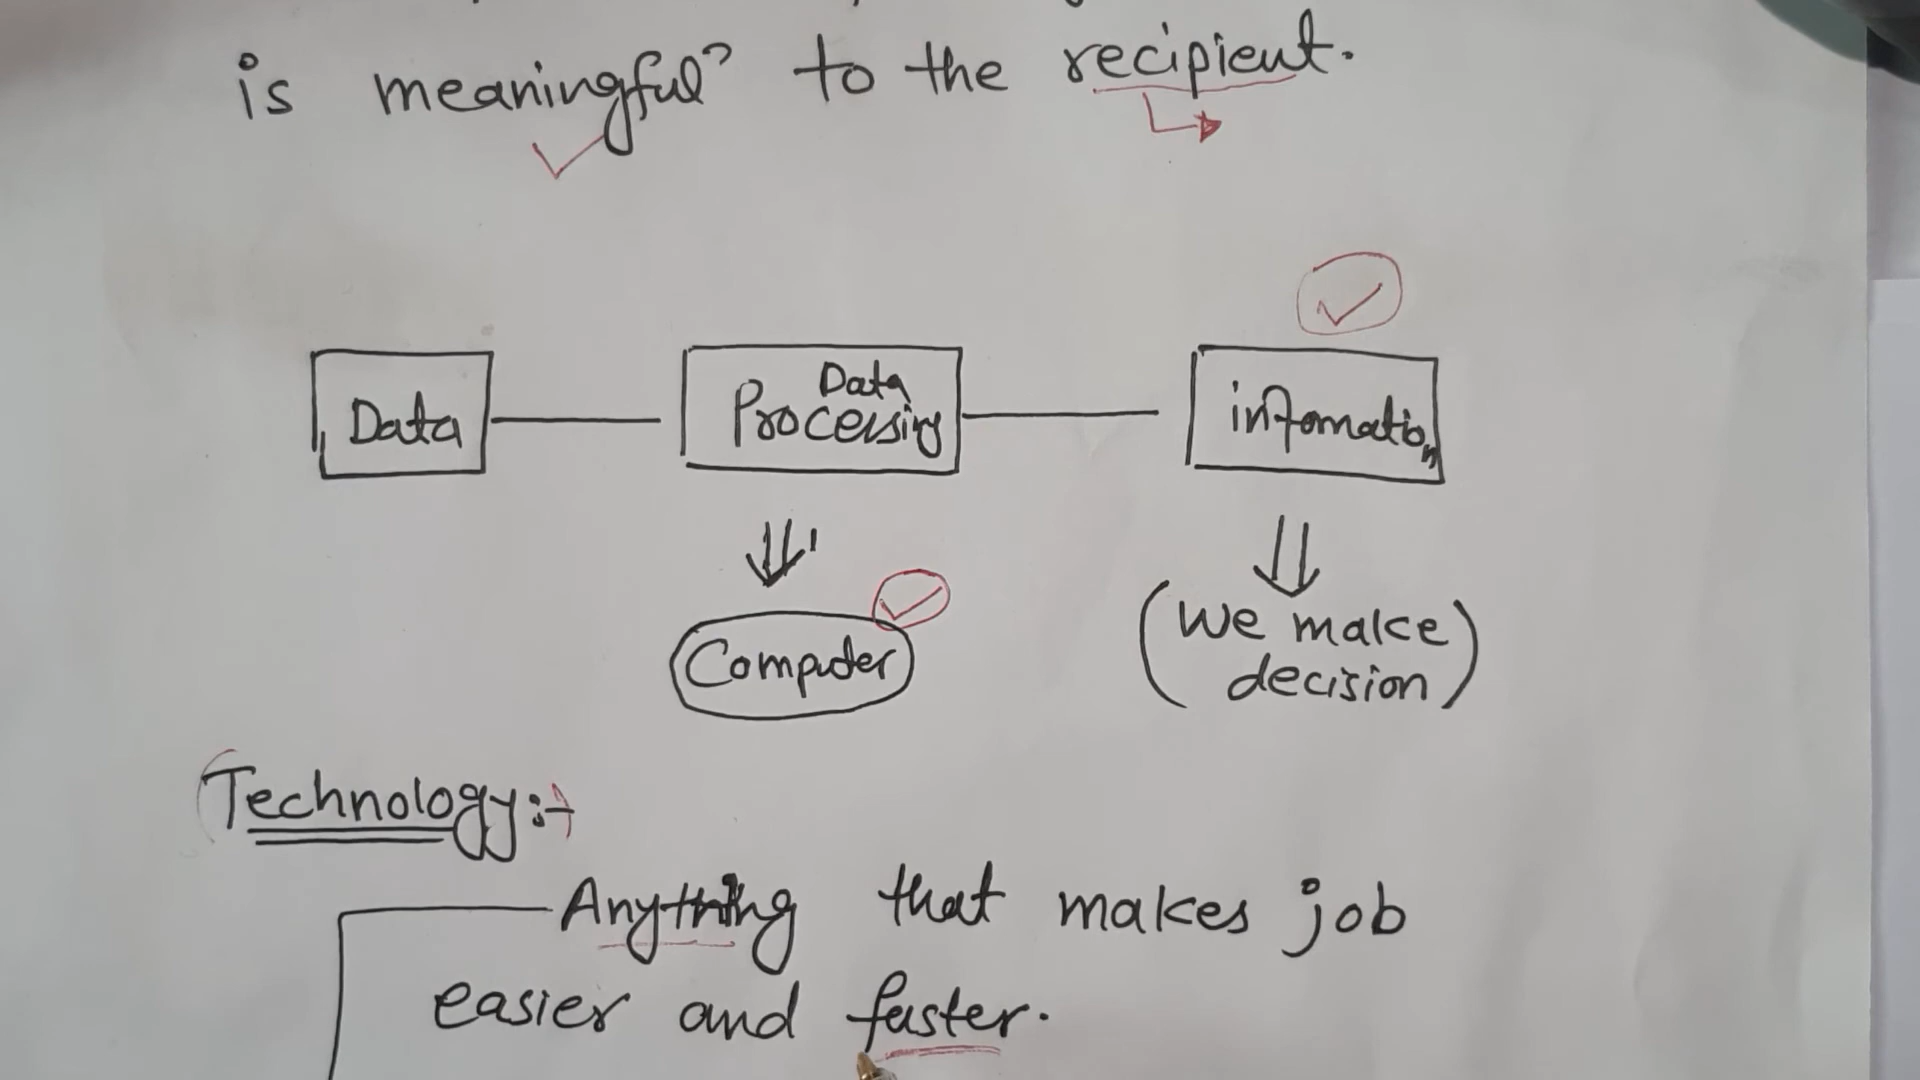 is meaningful" to the recipient.
Data
Data
Processing
infomation
Computer
(We make
decision)
Technology:-
Anything that makes job
easier and faster.